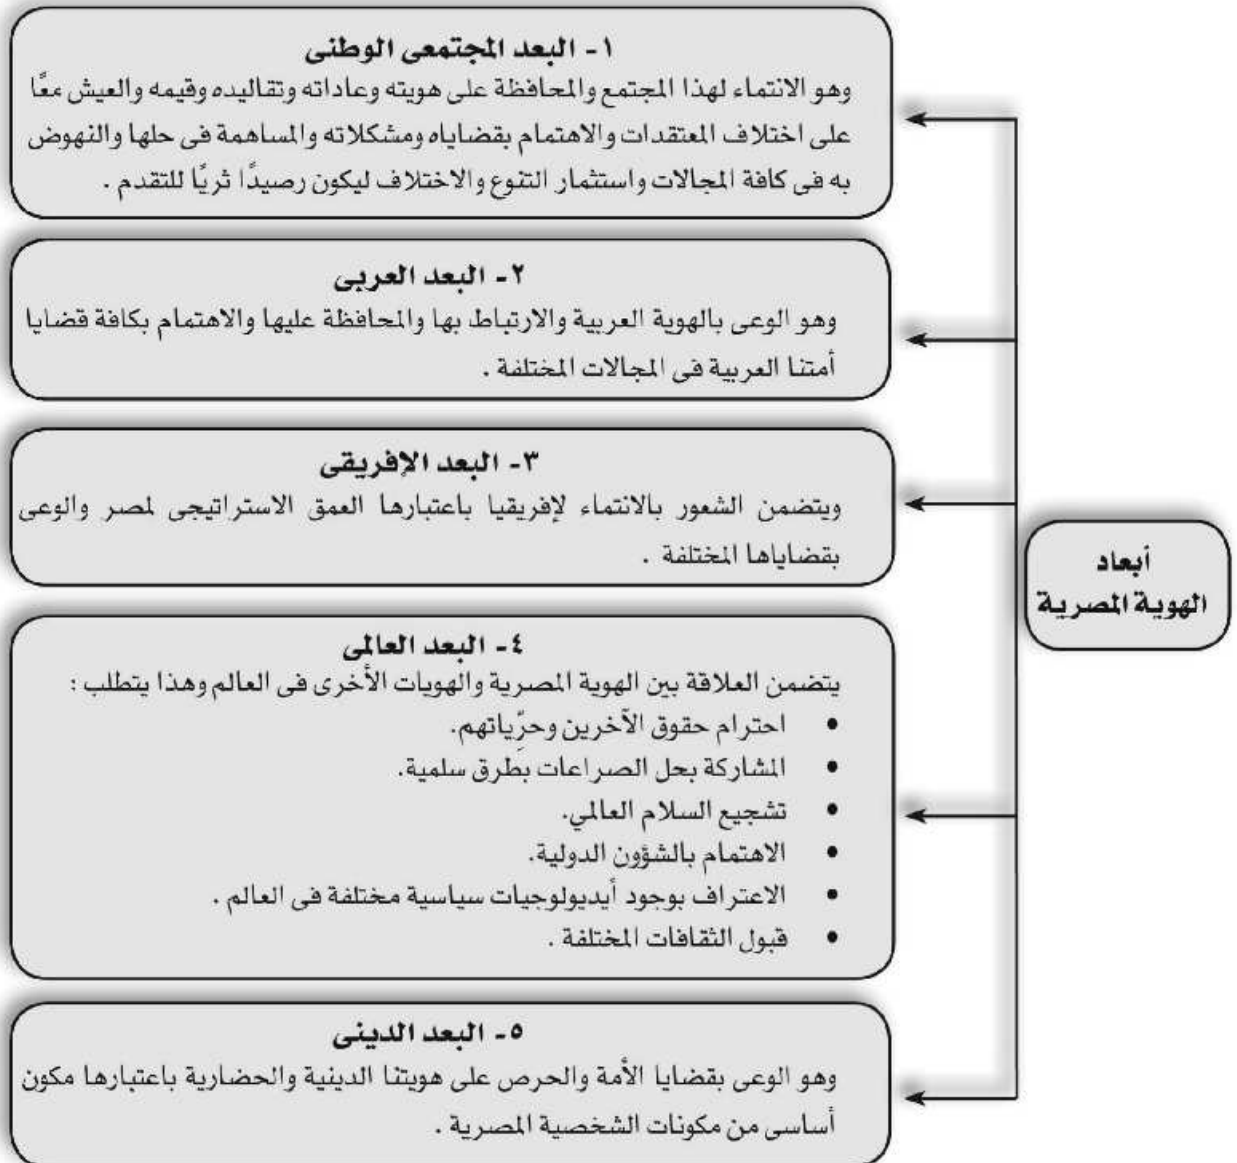 ١- البعد المجتمعى الوطنى
وهو الانتماء لهذا المجتمع والمحافظة على هويته وعاداته وتقاليده وقيمه والعيش معًا
على اختلاف المعتقدات والاهتمام بقضاياه ومشكلاته والمساهمة فى حلها والنهوض
به فى كافة المجالات واستثمار التنوع والاختلاف ليكون رصيدًا ثريًا للتقدم .
٢- البعد العربى
وهو الوعى بالهوية العربية والارتباط بها والمحافظة عليها والاهتمام بكافة قضايا
أمتنا العربية فى المجالات المختلفة .
٣- البعد الإفريقى
ويتضمن الشعور بالانتماء لإفريقيا باعتبارها العمق الاستراتيجى لمصر والوعى
بقضاياها المختلفة .
أبعاد
الهوية المصرية
٤- البعد العالمى
يتضمن العلاقة بين الهوية المصرية والهويات الأخرى فى العالم وهذا يتطلب :
• احترام حقوق الآخرين وحرِّياتهم.
• المشاركة بحل الصراعات بطَرق سلمية.
• تشجيع السلام العالمي.
• الاهتمام بالشؤون الدولية.
• الاعتراف بوجود أيديولوجيات سياسية مختلفة فى العالم .
• قبول الثقافات المختلفة .
٥- البعد الدينى
وهو الوعى بقضايا الأمة والحرص على هويتنا الدينية والحضارية باعتبارها مكون
أساسى من مكونات الشخصية المصرية .